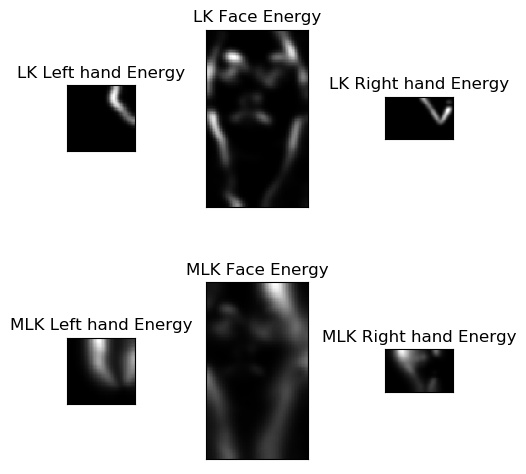 LK Face Energy
LK Left hand Energy
LK Right hand Energy
MLK Face Energy
MLK Left hand Energy
MLK Right hand Energy